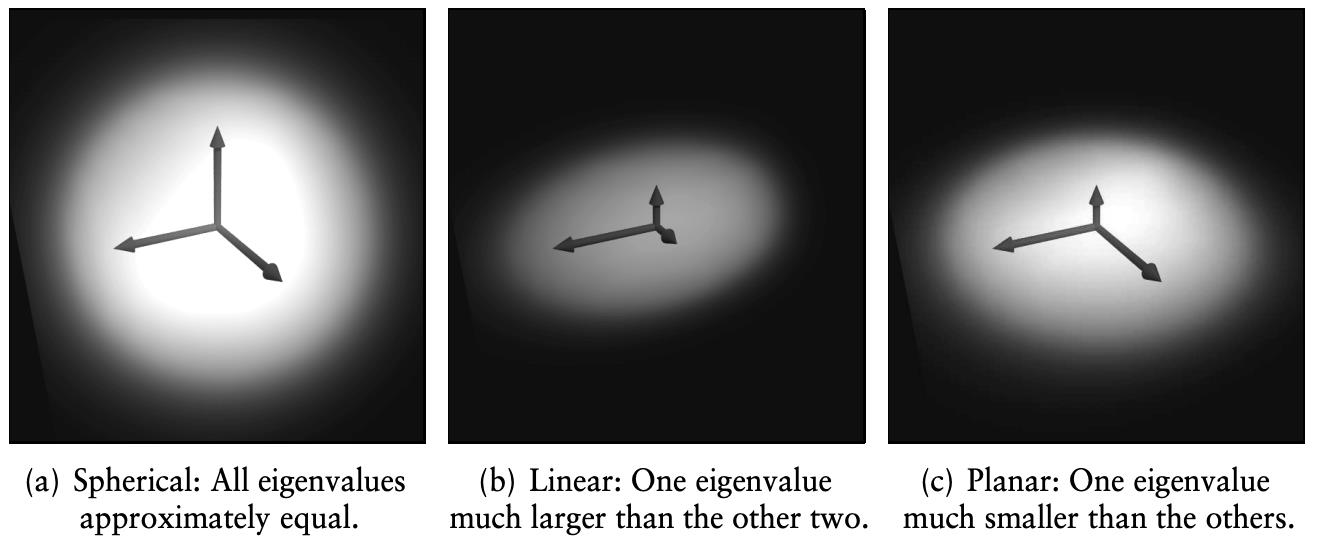 (a) Spherical: All eigenvalues
approximately equal.
(b) Linear: One eigenvalue
much larger than the other two.
(c) Planar: One eigenvalue
much smaller than the others.